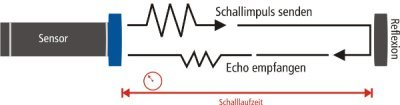 Schallimpuls senden
Sensor
Reflexion
Echo empfangen
Schalllaufzeit